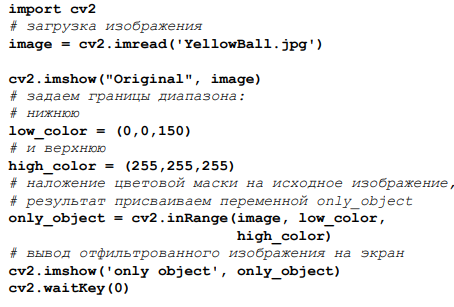 import cv2
# загрузка изображения
image = cv2.imread('YellowBall.jpg')
cv2.imshow("Original", image)
# задаем границы диапазона:
# нижнюю
low_color = (0,0,150)
# и верхнюю
high_color = (255,255,255)
# наложение цветовой маски на исходное изображение,
# результат присваиваем переменной only_object
only_object = cv2.inRange(image, low_color,
high_color)
# вывод отфильтрованного изображения на экран
cv2.imshow('only object', only_object)
cv2.waitKey(0)